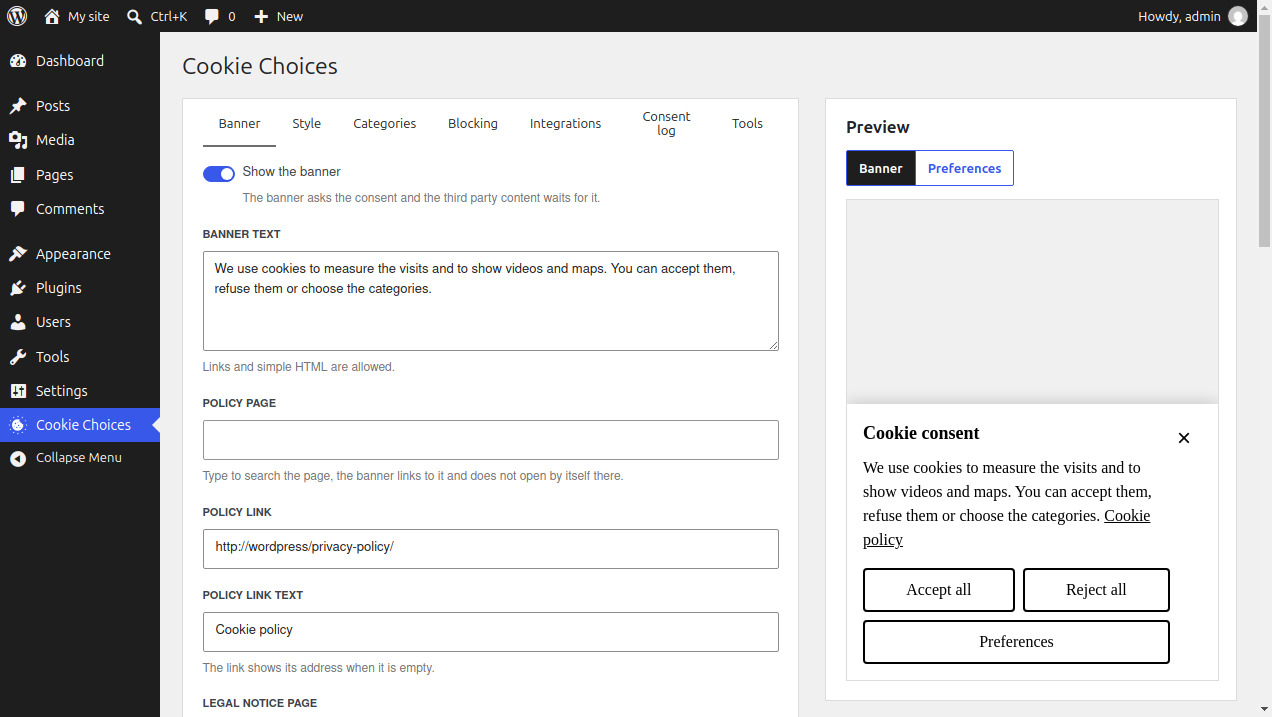 My site
Ctrl+K
0
New
Howdy, admin
Dashboard
Posts
Media
Pages
Comments
Appearance
Plugins
Users
Tools
Settings
Cookie Choices
Collapse Menu
Cookie Choices
Banner
Style
Categories
Blocking
Integrations
Consent
log
Tools
Show the banner
The banner asks the consent and the third party content waits for it.
BANNER TEXT
We use cookies to measure the visits and to show videos and maps. You can accept them,
refuse them or choose the categories.
Links and simple HTML are allowed.
POLICY PAGE
Type to search the page, the banner links to it and does not open by itself there.
POLICY LINK
http://wordpress/privacy-policy/
POLICY LINK TEXT
Cookie policy
The link shows its address when it is empty.
LEGAL NOTICE PAGE
Preview
Banner
Preferences
Cookie consent
We use cookies to measure the visits and to
show videos and maps. You can accept them,
refuse them or choose the categories. Cookie
policy
Accept all
Reject all
Preferences